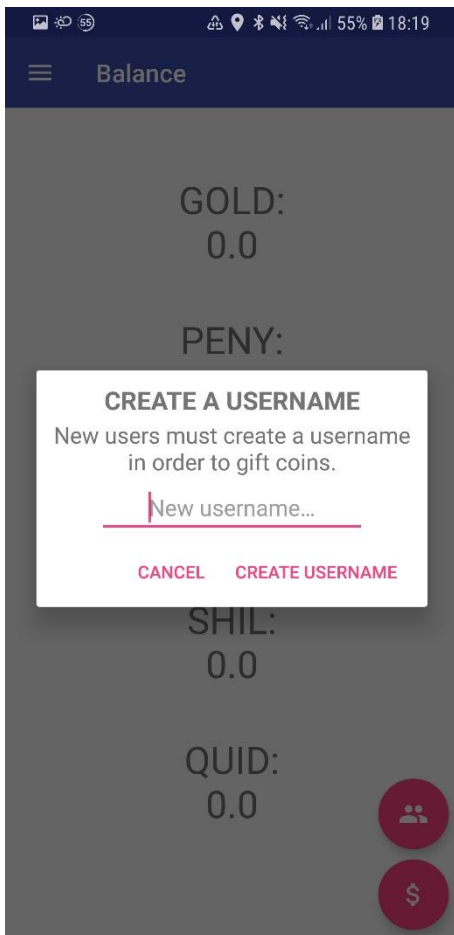 55 55% 18:19
Balance
GOLD:
0.0
PENY:
CREATE A USERNAME
New users must create a username
in order to gift coins.
New username...
CANCEL CREATE USERNAME
SHIL:
0.0
QUID:
0.0
$